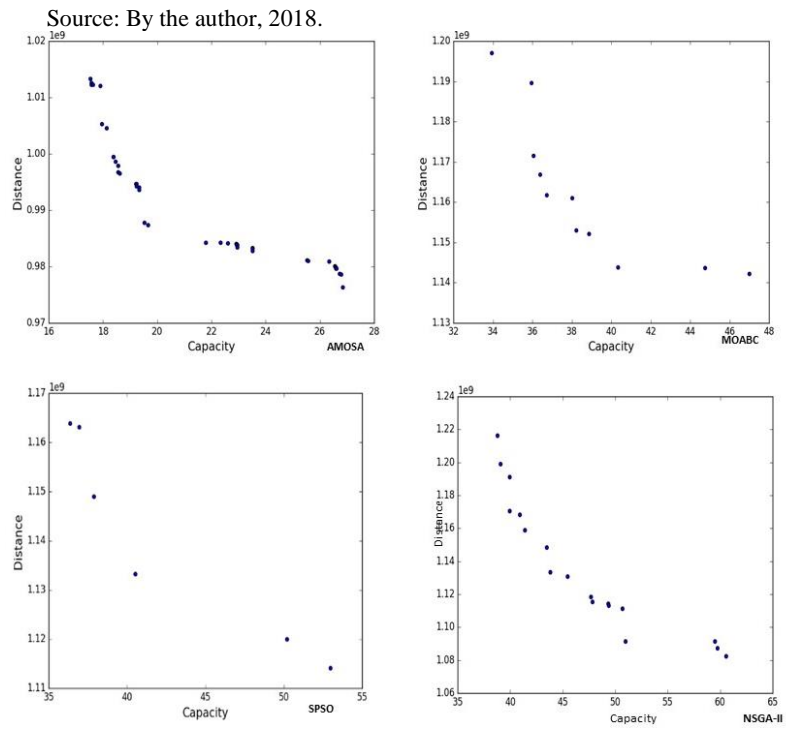 Source: By the author, 2018.
1e9
1.02
1.01
1.00
0.99
0.98
0.97
Distance
16 18 20 22 24 26 28
Capacity
AMOSA
1e9
1.20
1.19
1.18
1.17
1.16
1.15
1.14
1.13
Distance
32 34 36 38 40 42 44 46 48
Capacity
MOABC
1e9
1.17
1.16
1.15
1.14
1.13
1.12
1.11
Distance
35 40 45 50 55
Capacity
SPSO
1e9
1.24
1.22
1.20
1.18
1.16
1.14
1.12
1.10
1.08
1.06
Distance
35 40 45 50 55 60 65
Capacity
NSGA-II